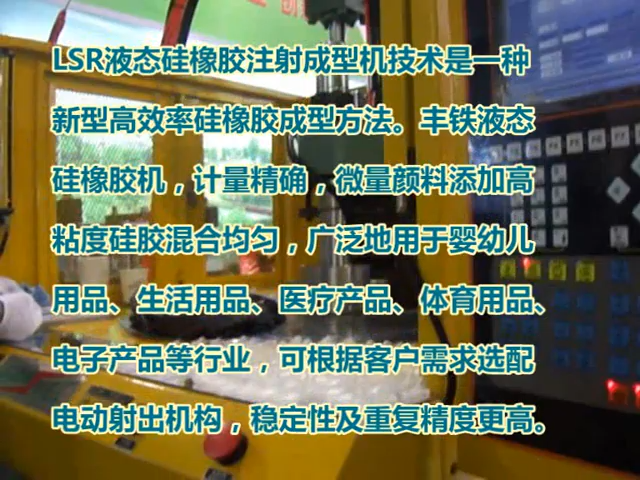 LSR液态硅橡胶注射成型机技术是一种
新型高效率硅橡胶成型方法。丰铁液态
硅橡胶机，计量精确，微量颜料添加高
粘度硅胶混合均匀，广泛地用于婴幼儿
用品、生活用品、医疗产品、体育用品、
电子产品等行业，可根据客户需求选配
电动射出机构，稳定性及重复精度更高。